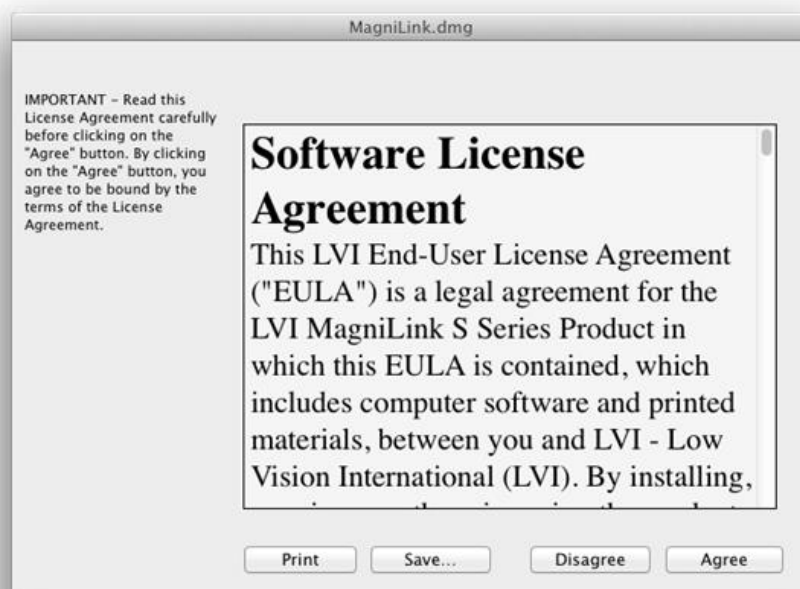 MagniLink.dmg
IMPORTANT – Read this
License Agreement carefully
before clicking on the
"Agree" button. By clicking
on the "Agree" button, you
agree to be bound by the
terms of the License
Agreement.
Software License
Agreement
This LVI End-User License Agreement
("EULA") is a legal agreement for the
LVI MagniLink S Series Product in
which this EULA is contained, which
includes computer software and printed
materials, between you and LVI - Low
Vision International (LVI). By installing,
Print
Save...
Disagree
Agree